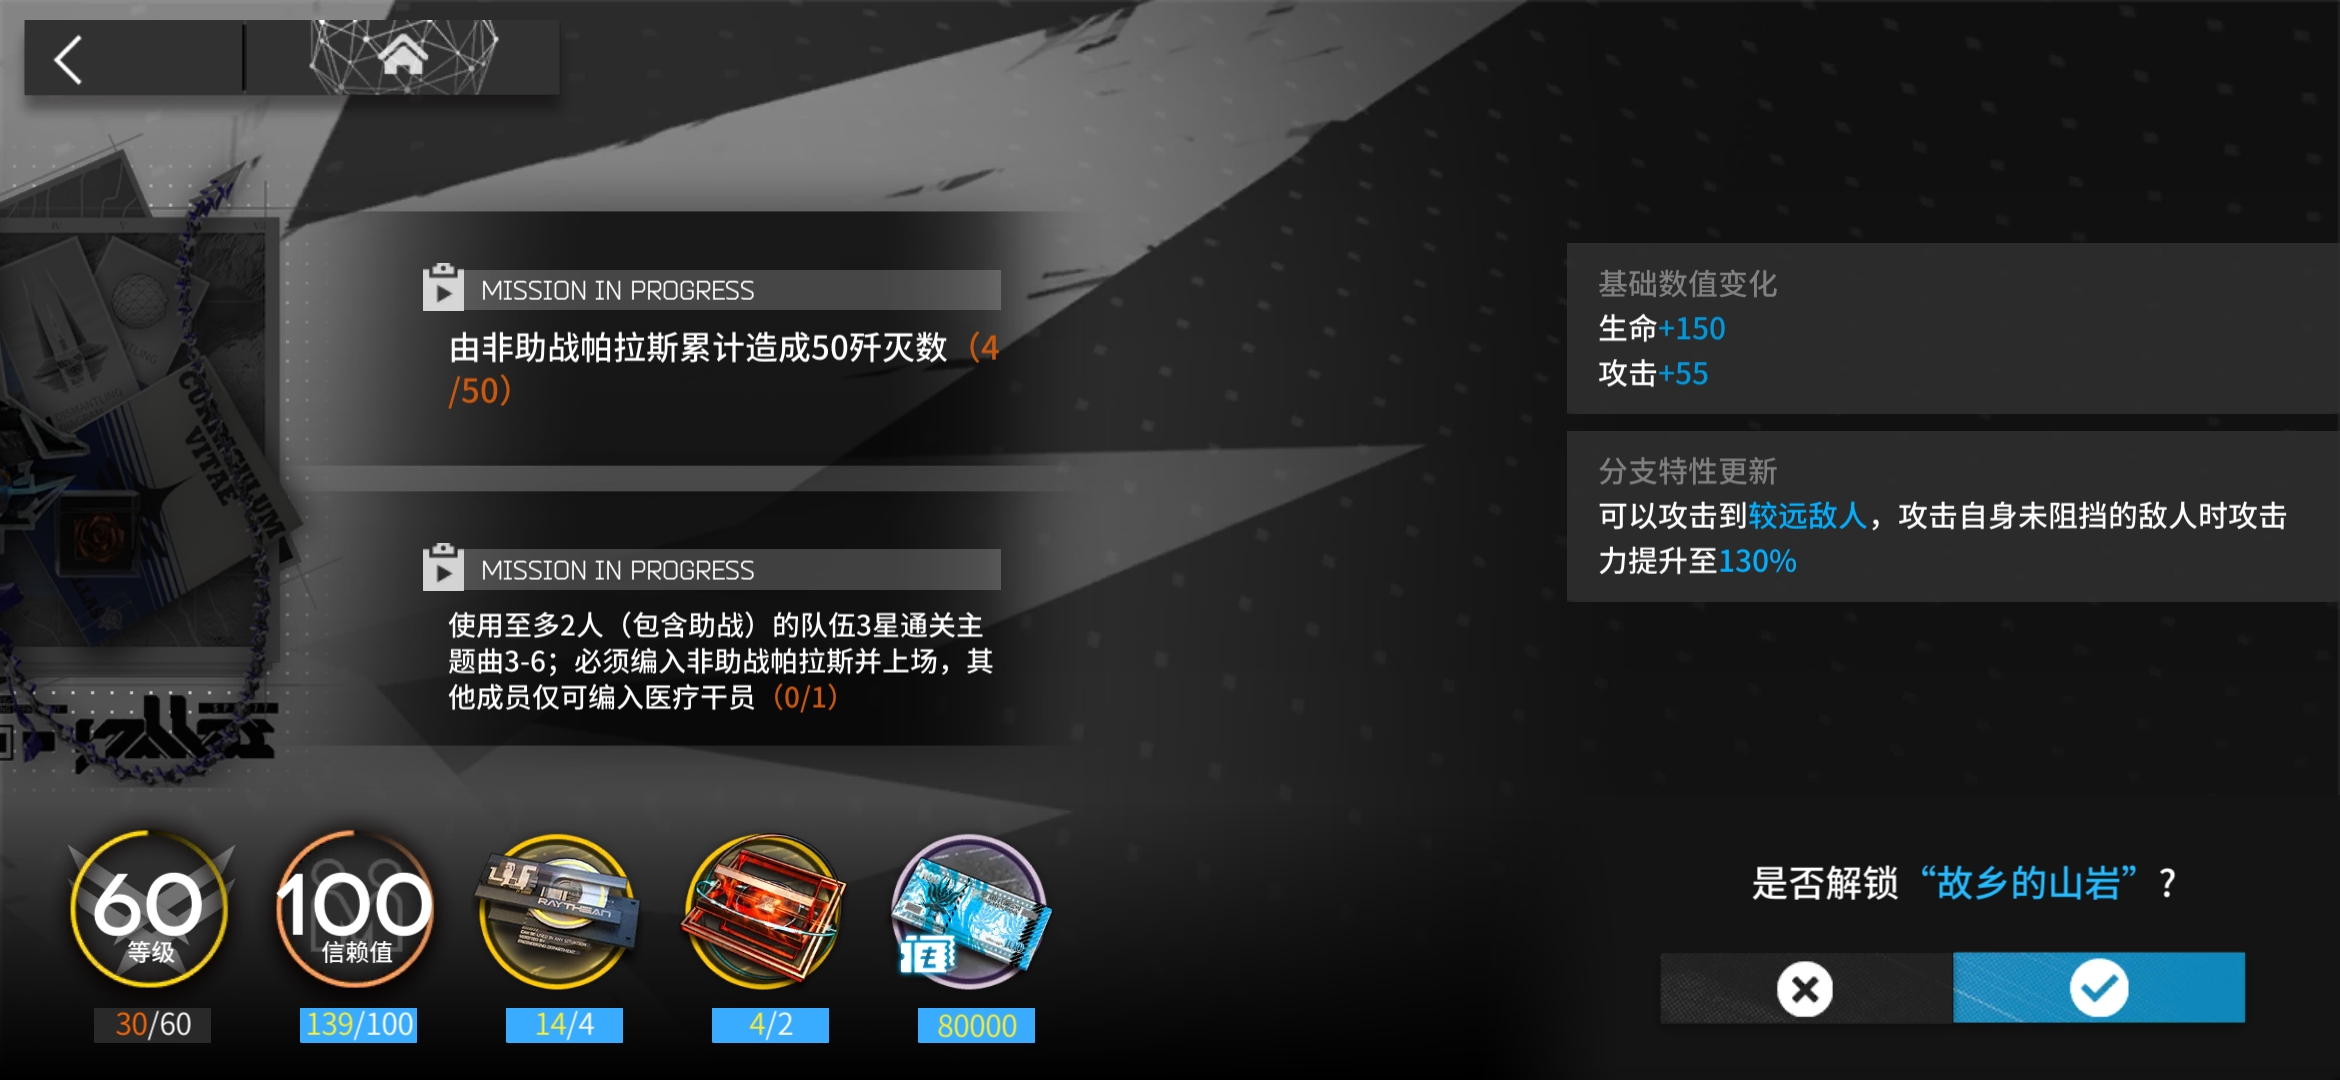 MISSION IN PROGRESS
由非助战帕拉斯累计造成50歼灭数（4
/50）
MISSION IN PROGRESS
使用至多2人（包含助战）的队伍3星通关主
题曲3-6；必须编入非助战帕拉斯并上场，其
他成员仅可编入医疗干员（0/1）
基础数值变化
生命+150
攻击+55
分支特性更新
可以攻击到较远敌人，攻击自身未阻挡的敌人时攻击
力提升至130%
CURRICULUM
VITAE
60
等级
30/60
100
信赖值
139/100
RAYTHEAN
14/4
4/2
80000
是否解锁“故乡的山岩”？